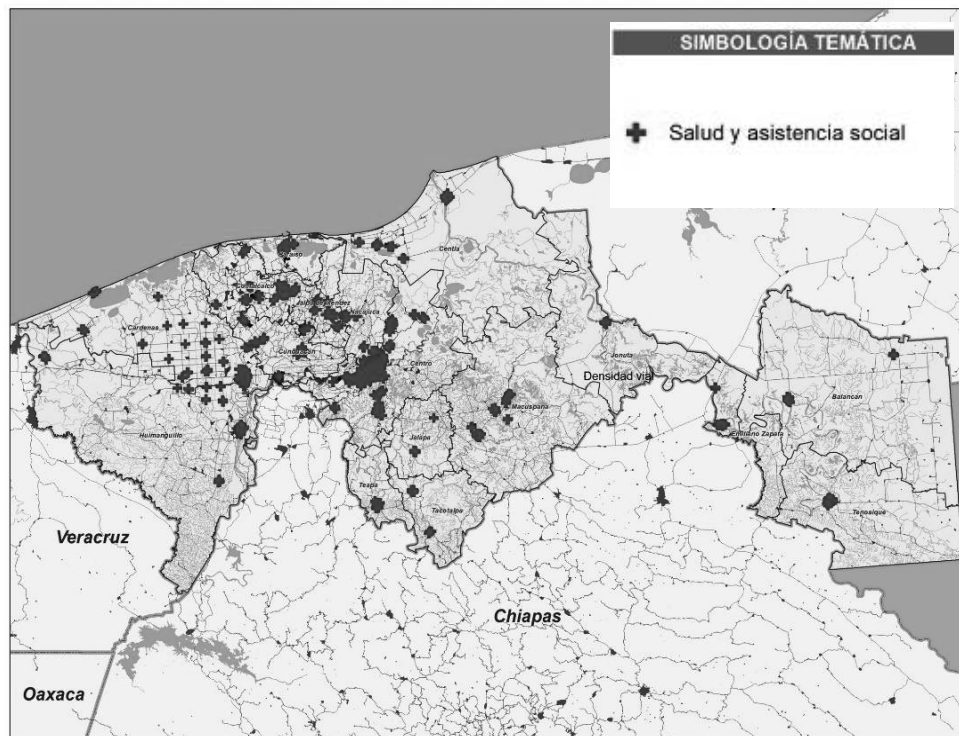 SIMBOLOGÍA TEMÁTICA
Salud y asistencia social
Centla
Paraíso
Comalcalco
Jalpa de Méndez
Nacajuca
Cárdenas
Cunduacán
Centro
Jonuta
Densidad vial
Macuspana
Balancán
Huimanguillo
Jalapa
Emiliano Zapata
Teapa
Tacotalpa
Tenosique
Veracruz
Chiapas
Oaxaca